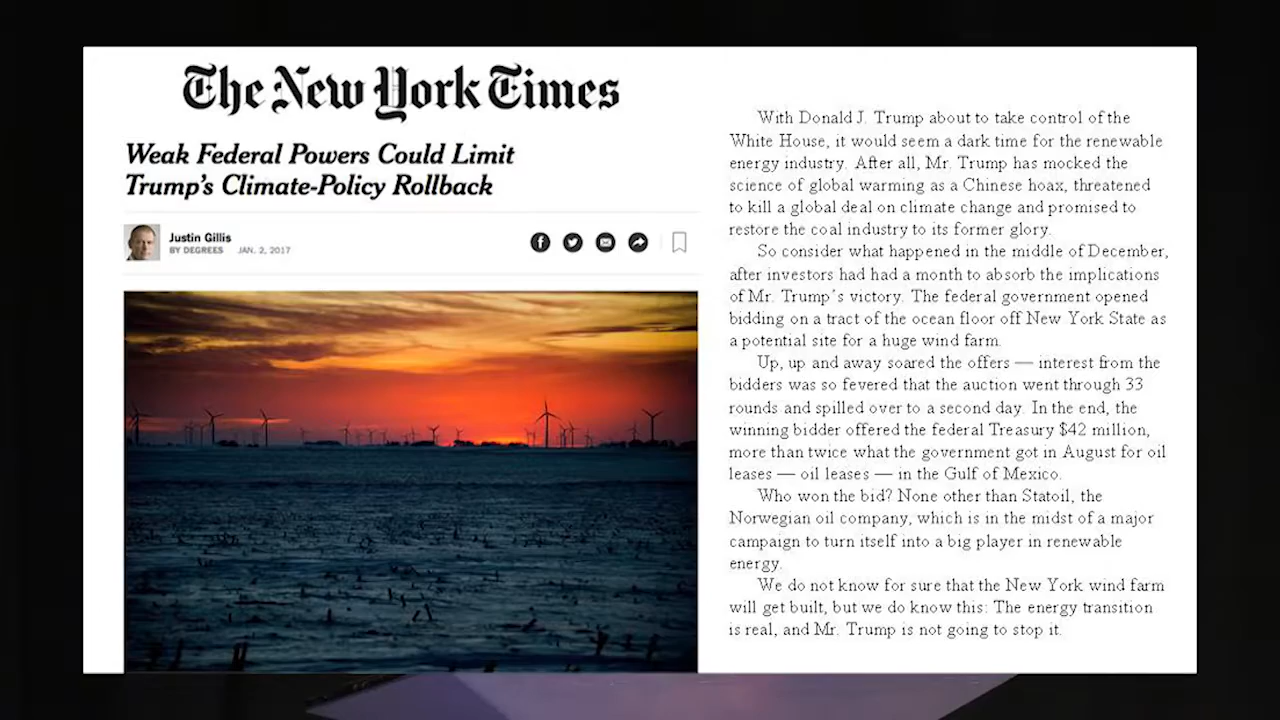 The New York Times
Weak Federal Powers Could Limit
Trump's Climate-Policy Rollback
Justin Gillis
BY DEGREES JAN. 2, 2017
With Donald J. Trump about to take control of the
White House, it would seem a dark time for the renewable
energy industry. After all, Mr. Trump has mocked the
science of global warming as a Chinese hoax, threatened
to kill a global deal on climate change and promised to
restore the coal industry to its former glory.
So consider what happened in the middle of December,
after investors had had a month to absorb the implications
of Mr. Trump's victory. The federal government opened
bidding on a tract of the ocean floor off New York State as
a potential site for a huge wind farm.
Up, up and away soared the offers — interest from the
bidders was so fevered that the auction went through 33
rounds and spilled over to a second day. In the end, the
winning bidder offered the federal Treasury $42 million,
more than twice what the government got in August for oil
leases — oil leases — in the Gulf of Mexico.
Who won the bid? None other than Statoil, the
Norwegian oil company, which is in the midst of a major
campaign to turn itself into a big player in renewable
energy.
We do not know for sure that the New York wind farm
will get built, but we do know this: The energy transition
is real, and Mr. Trump is not going to stop it.